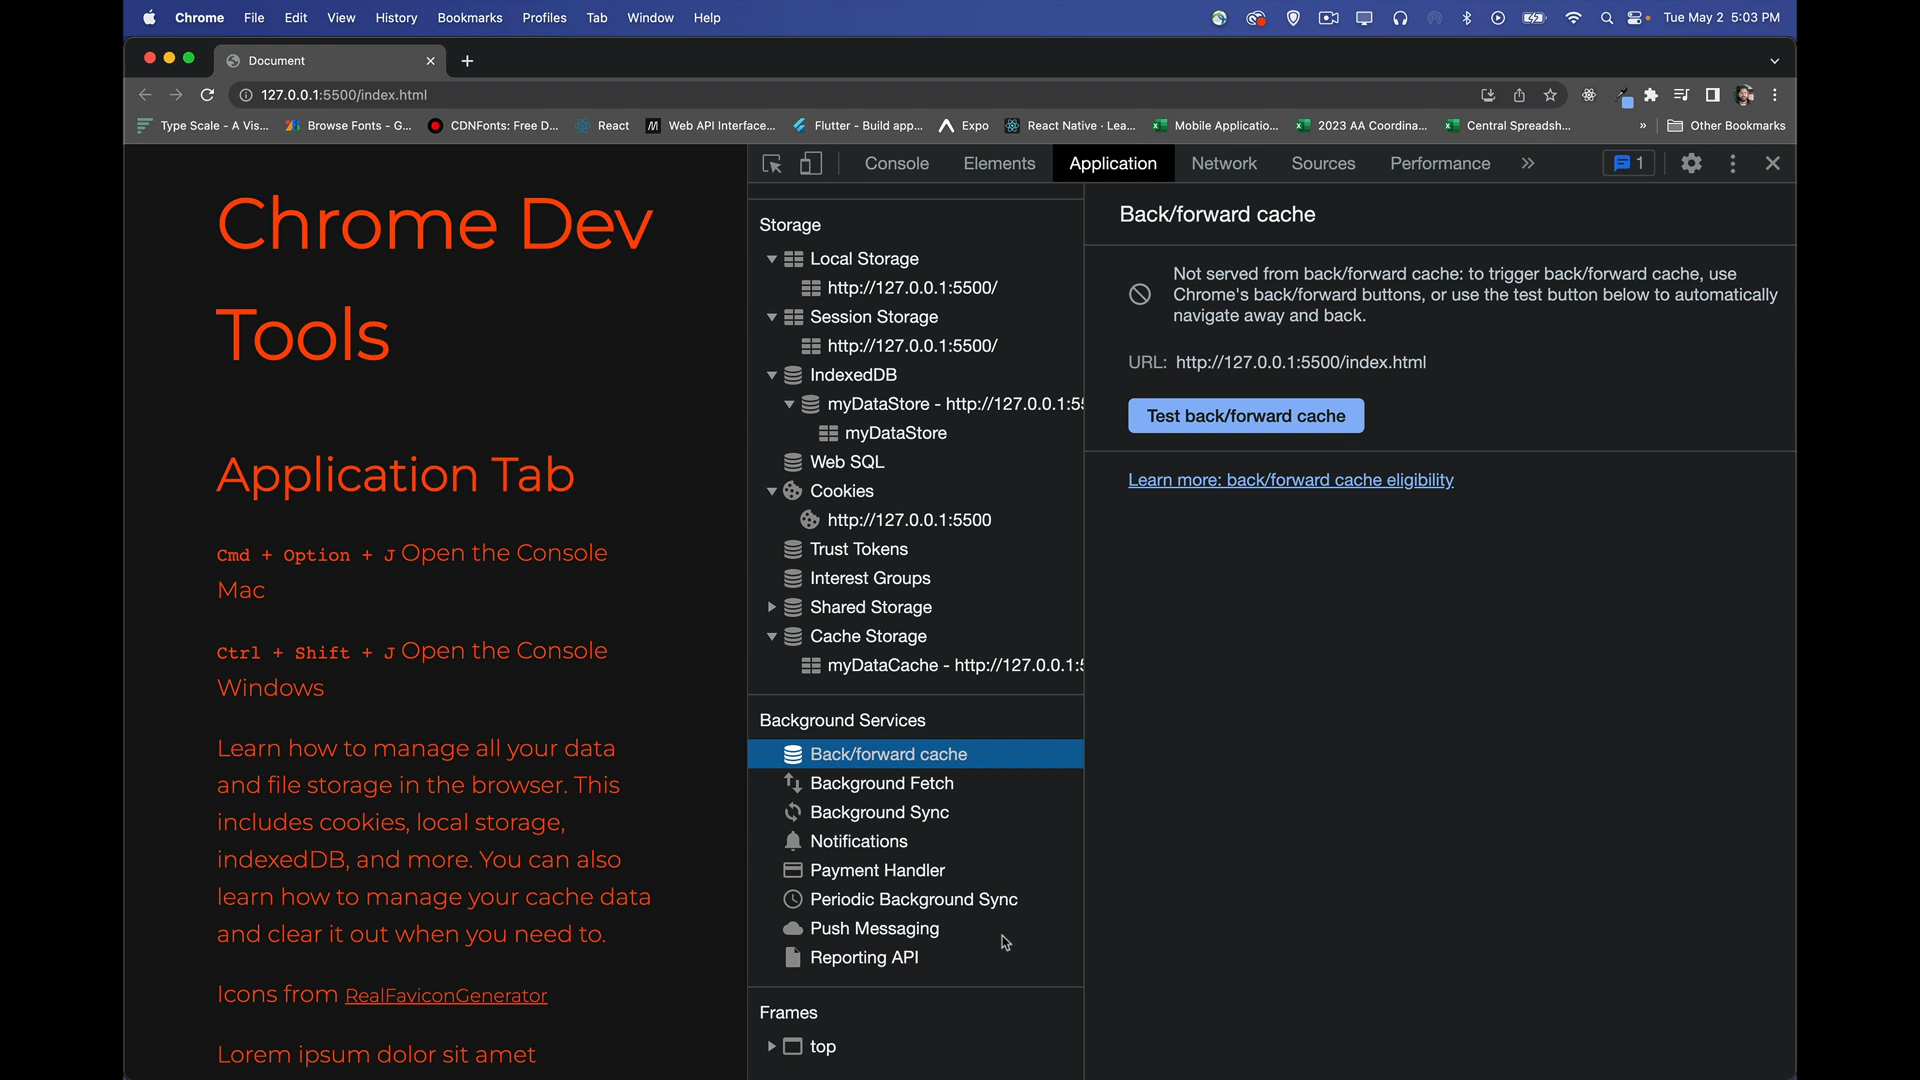 Chrome File Edit View History Bookmarks Profiles Tab Window Help Tue May 2 5:03 PM
Document
127.0.0.1:5500/index.html
Type Scale - A Vis... Browse Fonts - G... CDNFonts: Free D... React Web API Interface... Flutter - Build app... Expo React Native · Lea... Mobile Applicatio... 2023 AA Coordina... Central Spreadsh... » Other Bookmarks
Console Elements Application Network Sources Performance » 1
Chrome Dev
Tools
Application Tab
Cmd + Option + J Open the Console
Mac
Ctrl + Shift + J Open the Console
Windows
Learn how to manage all your data
and file storage in the browser. This
includes cookies, local storage,
indexedDB, and more. You can also
learn how to manage your cache data
and clear it out when you need to.
Icons from RealFaviconGenerator
Lorem ipsum dolor sit amet
Storage
Local Storage
http://127.0.0.1:5500/
Session Storage
http://127.0.0.1:5500/
IndexedDB
myDataStore - http://127.0.0.1:55
myDataStore
Web SQL
Cookies
http://127.0.0.1:5500
Trust Tokens
Interest Groups
Shared Storage
Cache Storage
myDataCache - http://127.0.0.1:5
Background Services
Back/forward cache
Background Fetch
Background Sync
Notifications
Payment Handler
Periodic Background Sync
Push Messaging
Reporting API
Frames
top
Back/forward cache
Not served from back/forward cache: to trigger back/forward cache, use
Chrome's back/forward buttons, or use the test button below to automatically
navigate away and back.
URL: http://127.0.0.1:5500/index.html
Test back/forward cache
Learn more: back/forward cache eligibility